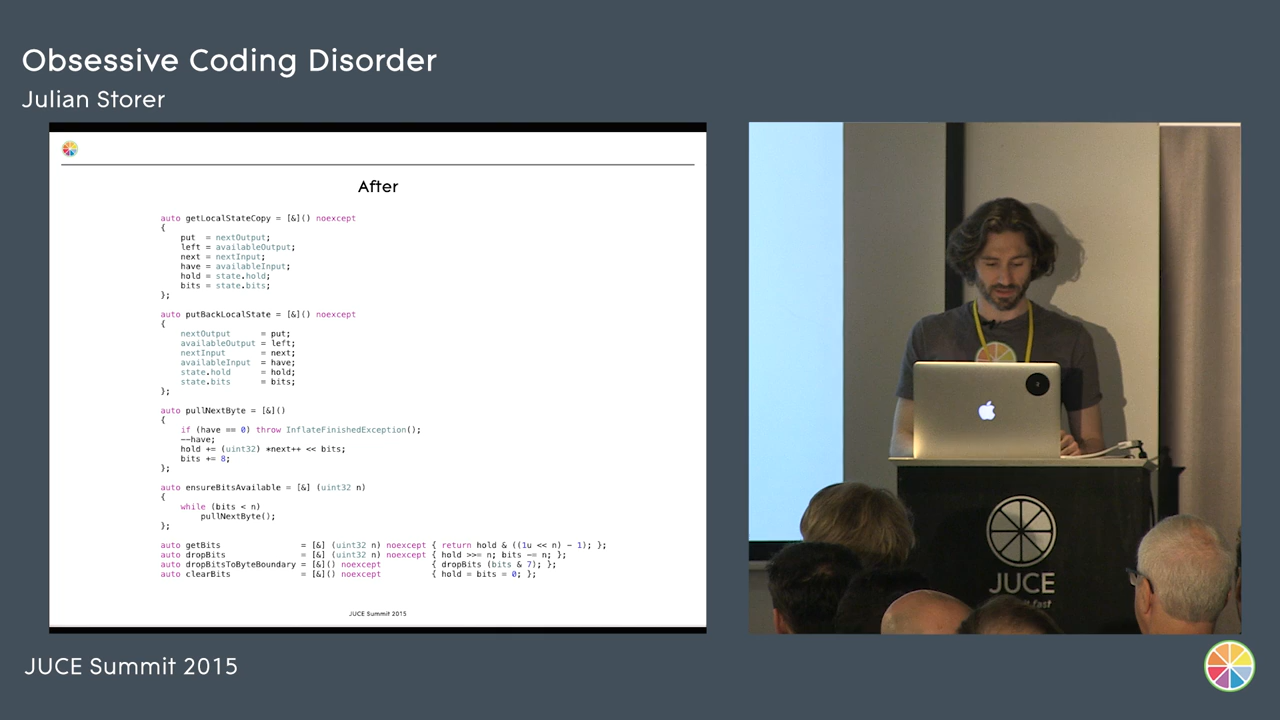 Obsessive Coding Disorder
Julian Storer
After
auto getLocalStateCopy = [&]() noexcept
{
    put  = nextOutput;
    left = availableOutput;
    next = nextInput;
    have = availableInput;
    hold = state.hold;
    bits = state.bits;
};
auto putBackLocalState = [&]() noexcept
{
    nextOutput      = put;
    availableOutput = left;
    nextInput       = next;
    availableInput  = have;
    state.hold      = hold;
    state.bits      = bits;
};
auto pullNextByte = [&]()
{
    if (have == 0) throw InflateFinishedException();
    --have;
    hold += (uint32) *next++ << bits;
    bits += 8;
};
auto ensureBitsAvailable = [&] (uint32 n)
{
    while (bits < n)
        pullNextByte();
};
auto getBits                = [&] (uint32 n) noexcept { return hold & ((1u << n) - 1); };
auto dropBits               = [&] (uint32 n) noexcept { hold >>= n; bits -= n; };
auto dropBitsToByteBoundary = [&]() noexcept          { dropBits (bits & 7); };
auto clearBits              = [&]() noexcept          { hold = bits = 0; };
JUCE Summit 2015
JUCE
fast
JUCE Summit 2015